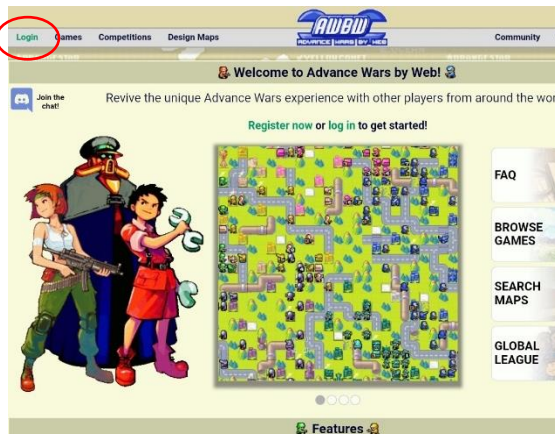 Login Games Competitions Design Maps AWBW Community
ADVANCE WARS BY WEB
Welcome to Advance Wars by Web!
Join the
chat!
Revive the unique Advance Wars experience with other players from around the wor
Register now or log in to get started!
FAQ
BROWSE
GAMES
SEARCH
MAPS
GLOBAL
LEAGUE
Features